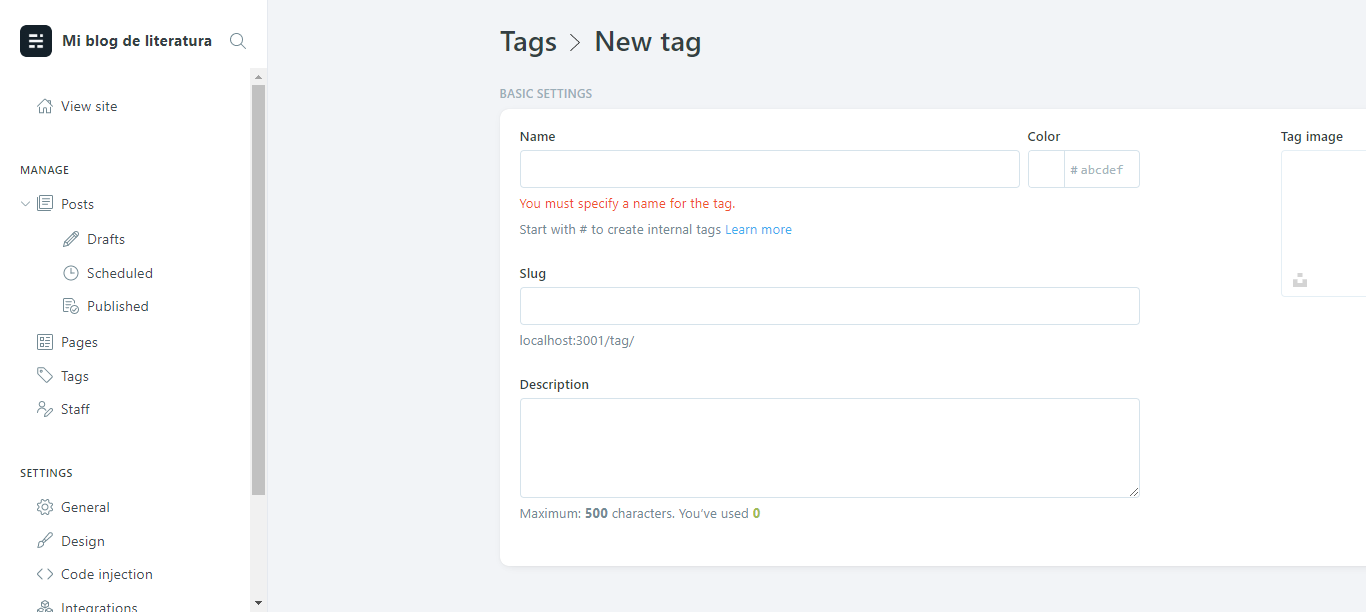 Mi blog de literatura
View site
MANAGE
Posts
Drafts
Scheduled
Published
Pages
Tags
Staff
SETTINGS
General
Design
Code injection
Integrations
Tags > New tag
BASIC SETTINGS
Name
Color
# abcdef
You must specify a name for the tag.
Start with # to create internal tags Learn more
Slug
localhost:3001/tag/
Description
Maximum: 500 characters. You've used 0
Tag image